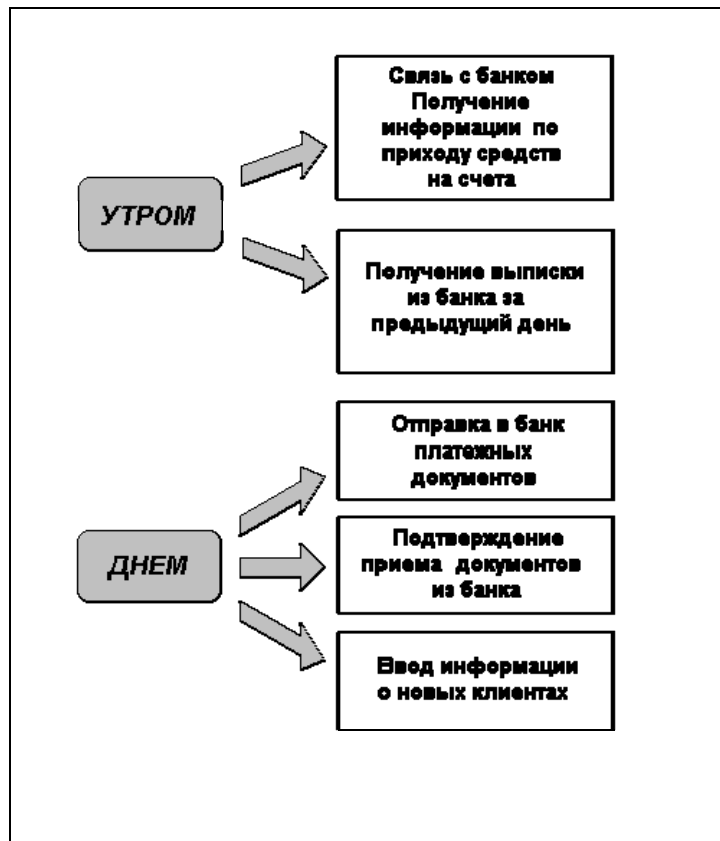 УТРОМ
Связь с банком
Получение
информации по
приходу средств
на счета
Получение выписки
из банка за
предыдущий день
ДНЕМ
Отправка в банк
платежных
документов
Подтверждение
приема документов
из банка
Ввод информации
о новых клиентах